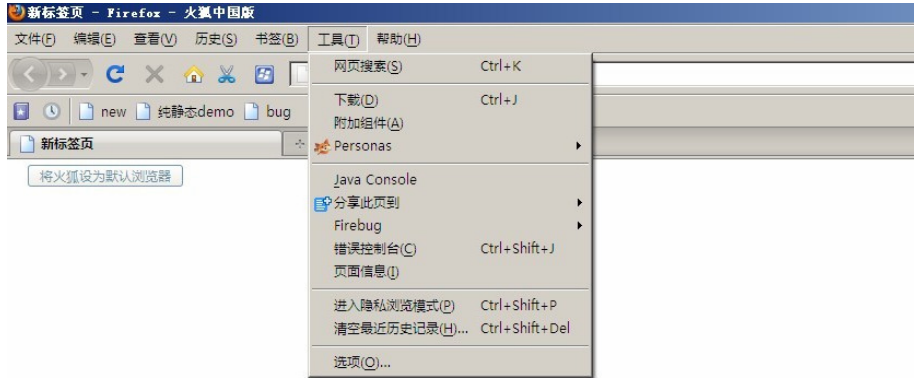 新标签页 - Firefox - 火狐中国版
文件(F) 编辑(E) 查看(V) 历史(S) 书签(B) 工具(T) 帮助(H)
网页搜索(S) Ctrl+K
下载(D) Ctrl+J
附加组件(A)
Personas
Java Console
分享此页到
Firebug
错误控制台(C) Ctrl+Shift+J
页面信息(I)
进入隐私浏览模式(P) Ctrl+Shift+P
清空最近历史记录(H)... Ctrl+Shift+Del
选项(O)...
new 纯静态demo bug
新标签页
将火狐设为默认浏览器